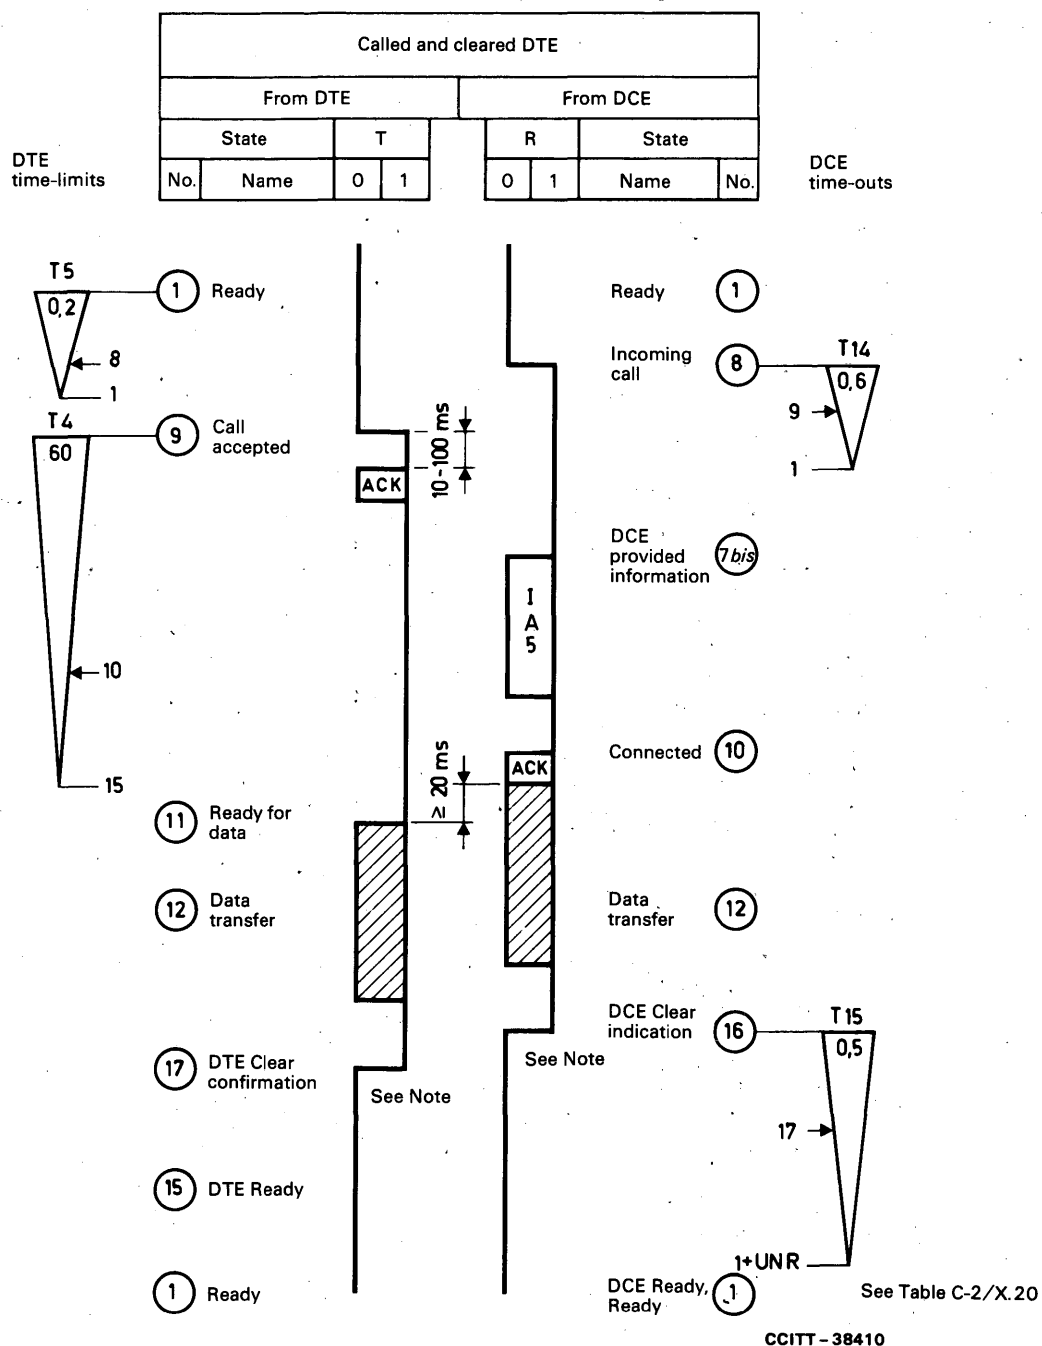 Called and cleared DTE
From DTE
From DCE
State
T
R
State
DTE
time-limits
No.
Name
0
1
0
1
Name
No.
DCE
time-outs
T5
0,2
8
1
1
Ready
Ready
1
Incoming
call
8
T14
0,6
9
1
T4
60
10
15
9
Call
accepted
10-100 ms
ACK
DCE
provided
information
7bis
I
A
5
Connected
10
ACK
≥ 20 ms
11
Ready for
data
12
Data
transfer
Data
transfer
12
DCE Clear
indication
16
T15
0,5
17
1+UNR
See Note
17
DTE Clear
confirmation
See Note
15
DTE Ready
1
Ready
DCE Ready,
Ready
1
See Table C-2/X.20
CCITT-38410